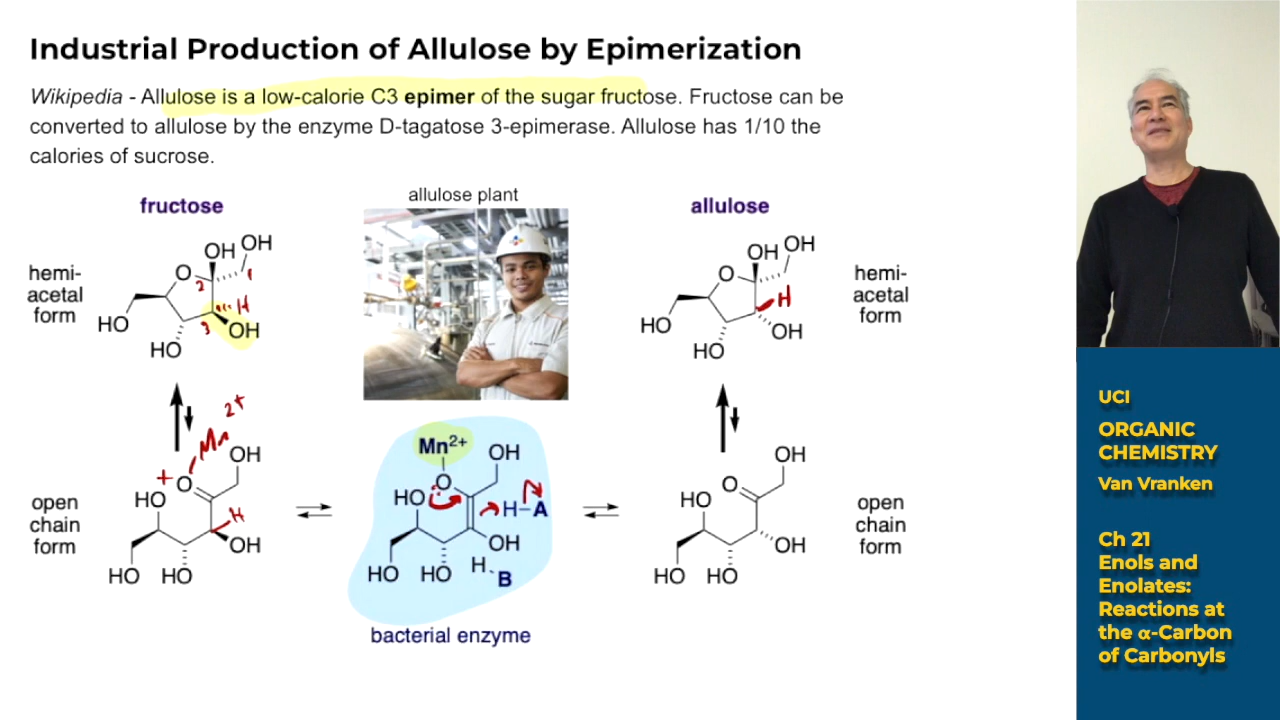 Industrial Production of Allulose by Epimerization
Wikipedia - Allulose is a low-calorie C3 epimer of the sugar fructose. Fructose can be
converted to allulose by the enzyme D-tagatose 3-epimerase. Allulose has 1/10 the
calories of sucrose.
fructose
allulose plant
allulose
hemi-
acetal
form
OH
OH
O
2
1
H
3
OH
HO
HO
OH
OH
O
H
OH
HO
HO
hemi-
acetal
form
open
chain
form
Mn2+
+
O
OH
HO
H
OH
HO
HO
Mn2+
O
OH
HO
H-A
OH
H
B
HO
HO
bacterial enzyme
O
OH
HO
OH
HO
HO
open
chain
form
UCI
ORGANIC
CHEMISTRY
Van Vranken
Ch 21
Enols and
Enolates:
Reactions at
the α-Carbon
of Carbonyls